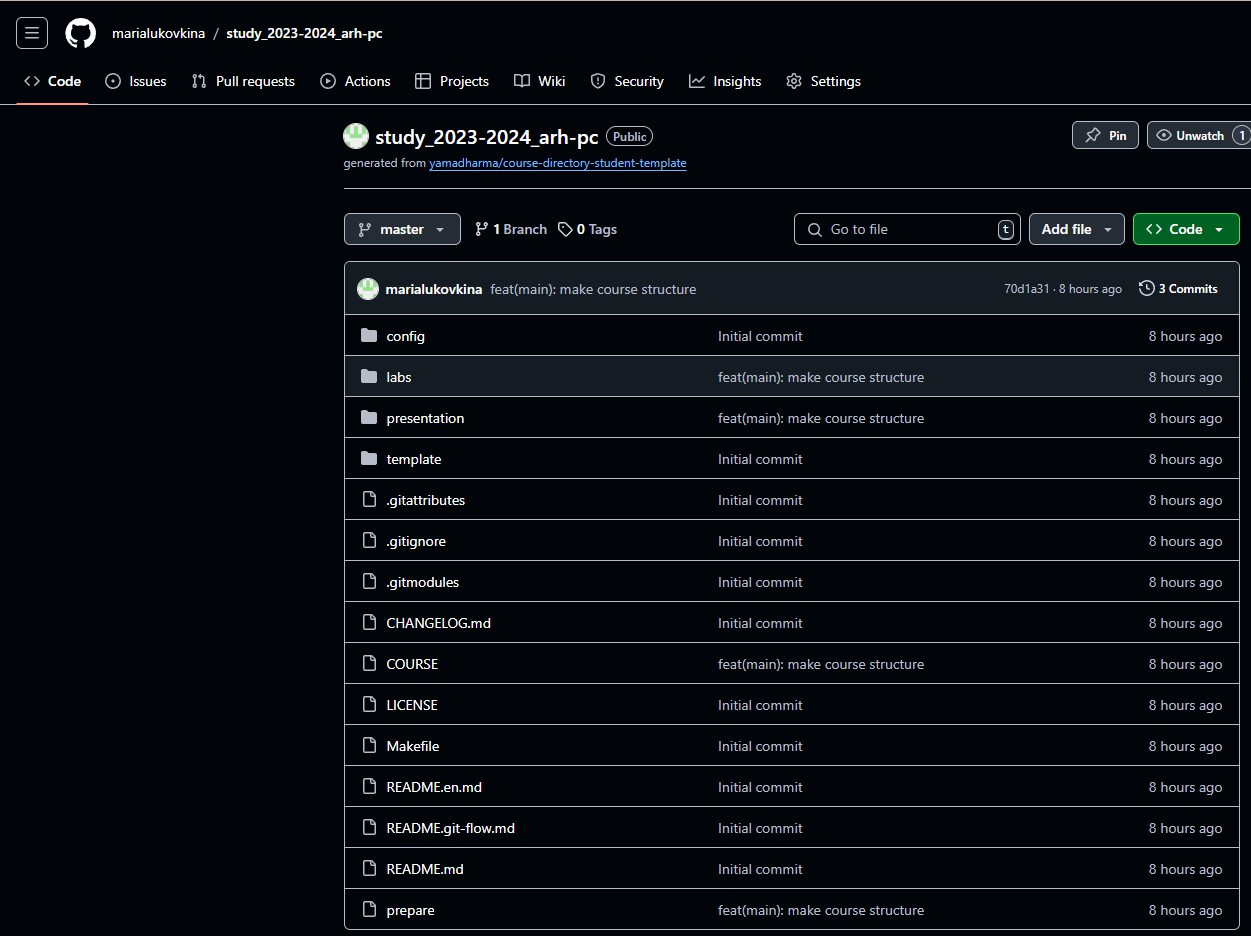 marialukovkina / study_2023-2024_arh-pc
Code Issues Pull requests Actions Projects Wiki Security Insights Settings
study_2023-2024_arh-pc Public Pin Unwatch 1
generated from yamadharma/course-directory-student-template
master 1 Branch 0 Tags Go to file t Add file Code
marialukovkina feat(main): make course structure 70d1a31 · 8 hours ago 3 Commits
config Initial commit 8 hours ago
labs feat(main): make course structure 8 hours ago
presentation feat(main): make course structure 8 hours ago
template Initial commit 8 hours ago
.gitattributes Initial commit 8 hours ago
.gitignore Initial commit 8 hours ago
.gitmodules Initial commit 8 hours ago
CHANGELOG.md Initial commit 8 hours ago
COURSE feat(main): make course structure 8 hours ago
LICENSE Initial commit 8 hours ago
Makefile Initial commit 8 hours ago
README.en.md Initial commit 8 hours ago
README.git-flow.md Initial commit 8 hours ago
README.md Initial commit 8 hours ago
prepare feat(main): make course structure 8 hours ago